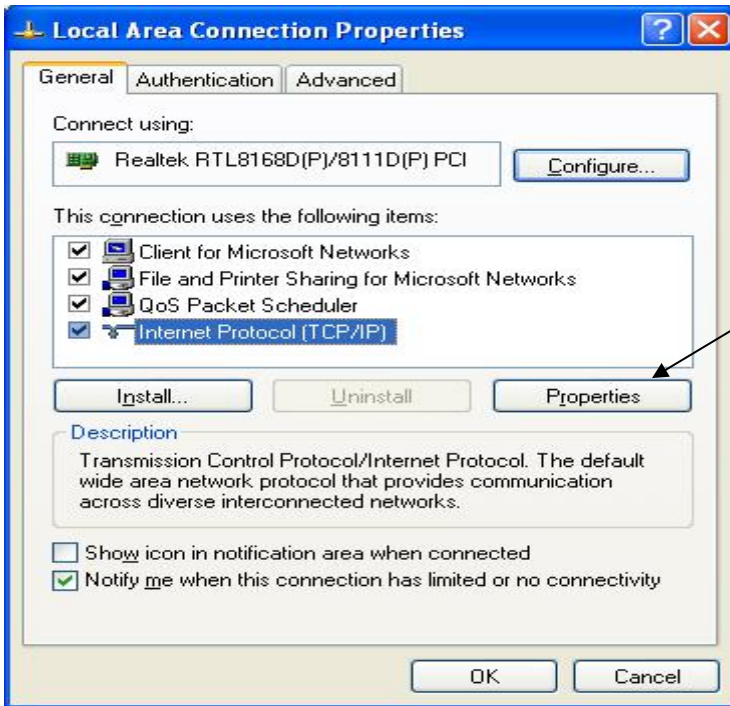 Local Area Connection Properties
General Authentication Advanced
Connect using:
Realtek RTL8168D(P)/8111D(P) PCI Configure...
This connection uses the following items:
Client for Microsoft Networks
File and Printer Sharing for Microsoft Networks
QoS Packet Scheduler
Internet Protocol (TCP/IP)
Install... Uninstall Properties
Description
Transmission Control Protocol/Internet Protocol. The default
wide area network protocol that provides communication
across diverse interconnected networks.
Show icon in notification area when connected
Notify me when this connection has limited or no connectivity
OK Cancel